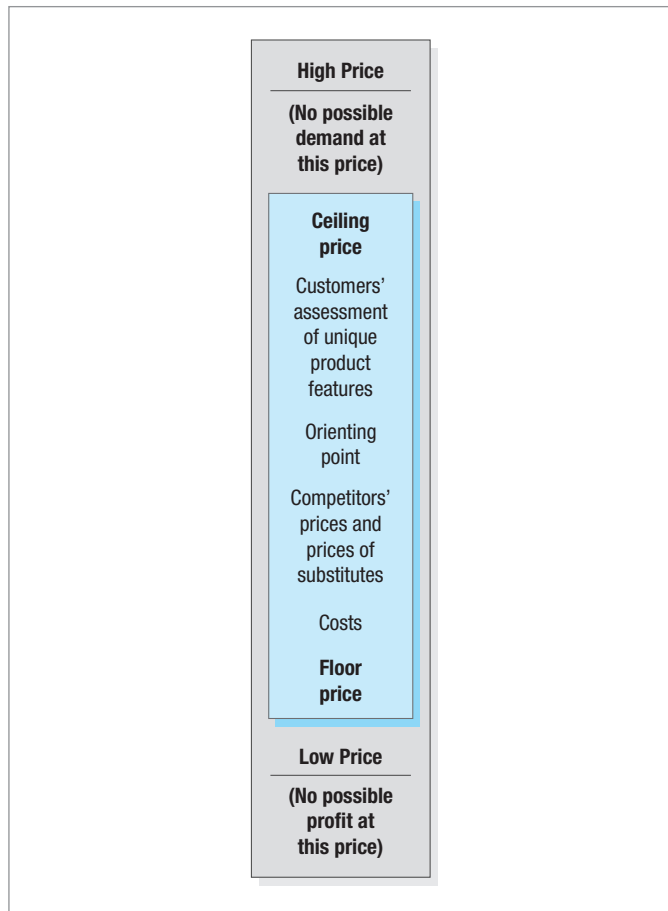 High Price
(No possible
demand at
this price)
Ceiling
price
Customers’
assessment
of unique
product
features
Orienting
point
Competitors’
prices and
prices of
substitutes
Costs
Floor
price
Low Price
(No possible
profit at
this price)